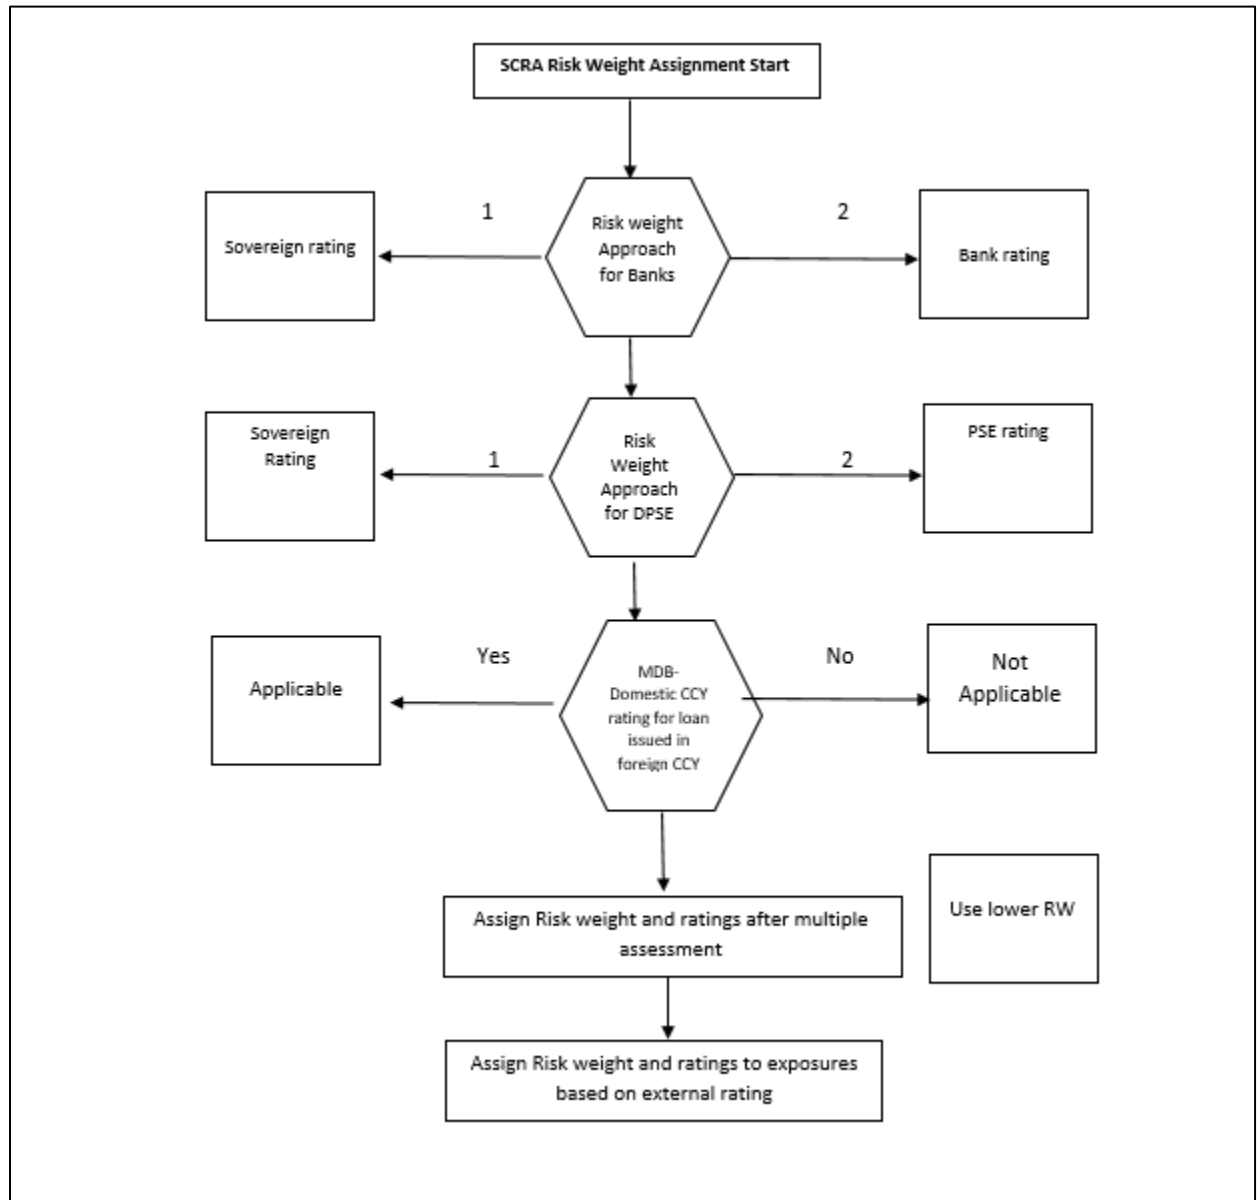 SCRA Risk Weight Assignment Start
1
2
Sovereign rating
Risk weight
Approach
for Banks
Bank rating
Sovereign
Rating
1
Risk
Weight
Approach
for DPSE
2
PSE rating
Yes
No
Applicable
MDB-
Domestic CCY
rating for loan
issued in
foreign CCY
Not
Applicable
Assign Risk weight and ratings after multiple
assessment
Use lower RW
Assign Risk weight and ratings to exposures
based on external rating